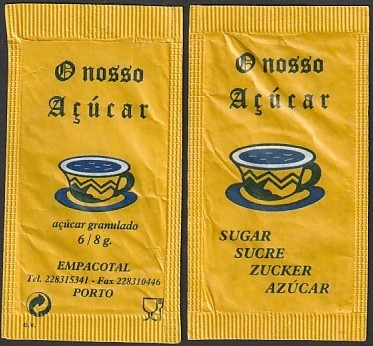 O nosso
Açúcar
açúcar granulado
6 / 8 g.
EMPACOTAL
Tel. 228315341 - Fax 228310446
PORTO
D. V.
O nosso
Açúcar
SUGAR
SUCRE
ZUCKER
AZÚCAR